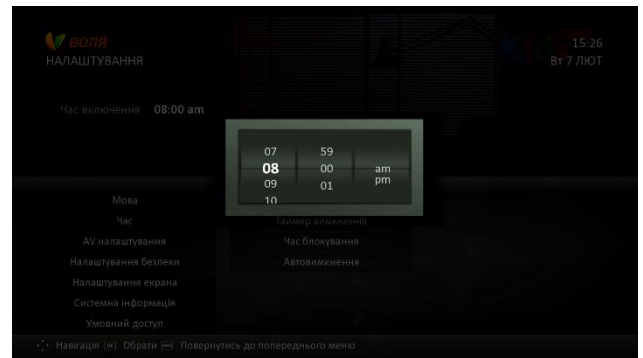 воля
15:26
НАЛАШТУВАННЯ
Вт 7 ЛЮТ
Час включення 08:00 am
07 59
08 00 am
09 01 pm
10
Мова
Таймер вимкнення
Час
Час блокування
AV налаштування
Автовимкнення
Налаштування безпеки
Налаштування екрана
Системна інформація
Умовний доступ
Навігація [ок] Обрати Повернутись до попереднього меню